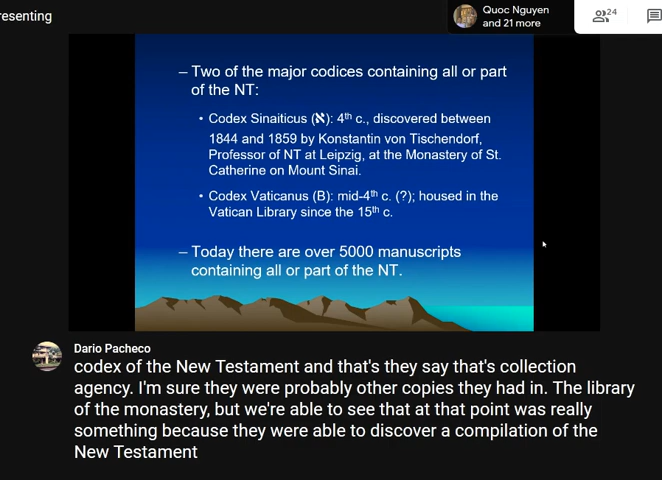 resenting
Quoc Nguyen
and 21 more
24
– Two of the major codices containing all or part
of the NT:
• Codex Sinaiticus (א): 4th c., discovered between
1844 and 1859 by Konstantin von Tischendorf,
Professor of NT at Leipzig, at the Monastery of St.
Catherine on Mount Sinai.
• Codex Vaticanus (B): mid-4th c. (?); housed in the
Vatican Library since the 15th c.
– Today there are over 5000 manuscripts
containing all or part of the NT.
Dario Pacheco
codex of the New Testament and that's they say that's collection
agency. I'm sure they were probably other copies they had in. The library
of the monastery, but we're able to see that at that point was really
something because they were able to discover a compilation of the
New Testament